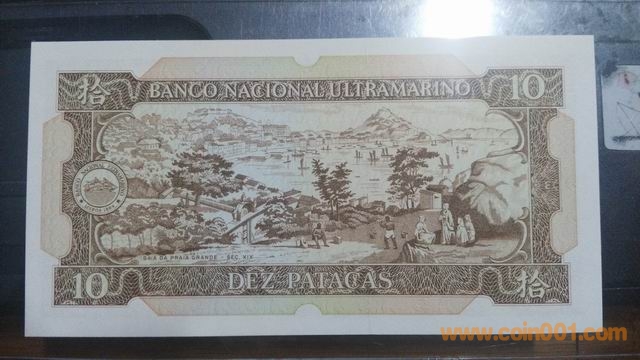 拾 BANCO NACIONAL ULTRAMARINO 10
BAIA DA PRAIA GRANDE - SEC. XIX
10 DEZ PATACAS 拾
www.coin001.com